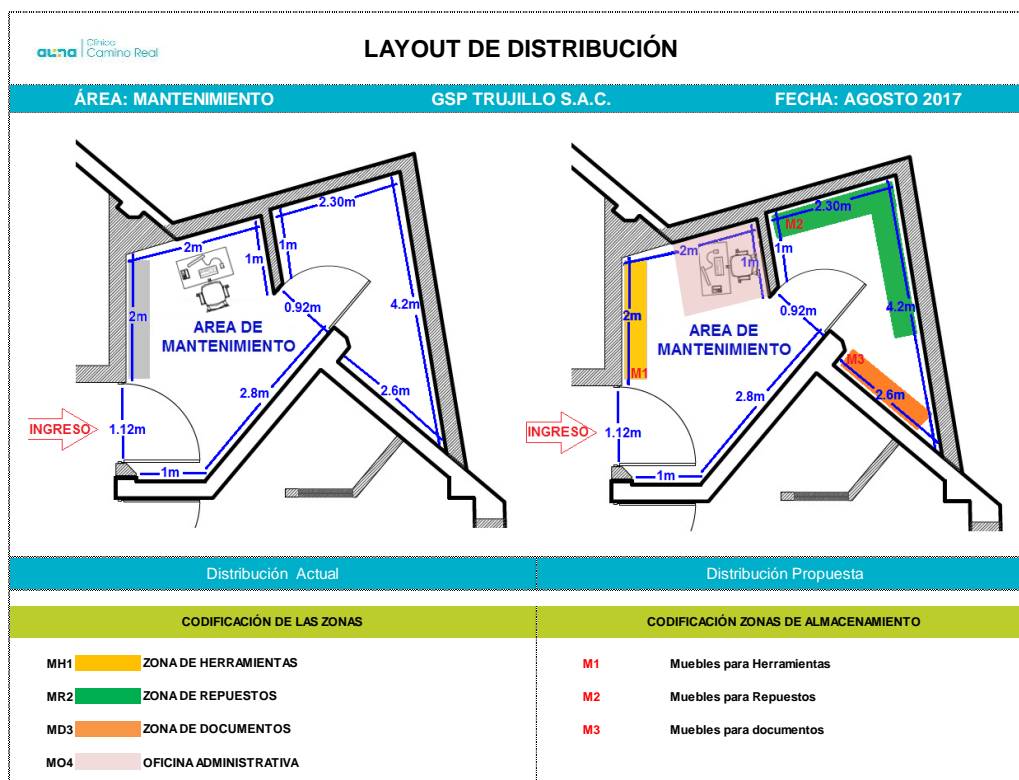 auna Clínica
Camino Real
LAYOUT DE DISTRIBUCIÓN
ÁREA: MANTENIMIENTO GSP TRUJILLO S.A.C. FECHA: AGOSTO 2017
2.30m
2m
1m
1m
2m
0.92m
4.2m
AREA DE
MANTENIMIENTO
2.8m
2.6m
INGRESO
1.12m
1m
2.30m
M2
2m
1m
1m
2m
0.92m
4.2m
AREA DE
MANTENIMIENTO
M1
M3
2.8m
2.6m
INGRESO
1.12m
1m
Distribución Actual
Distribución Propuesta
CODIFICACIÓN DE LAS ZONAS
MH1 ZONA DE HERRAMIENTAS
MR2 ZONA DE REPUESTOS
MD3 ZONA DE DOCUMENTOS
MO4 OFICINA ADMINISTRATIVA
CODIFICACIÓN ZONAS DE ALMACENAMIENTO
M1 Muebles para Herramientas
M2 Muebles para Repuestos
M3 Muebles para documentos